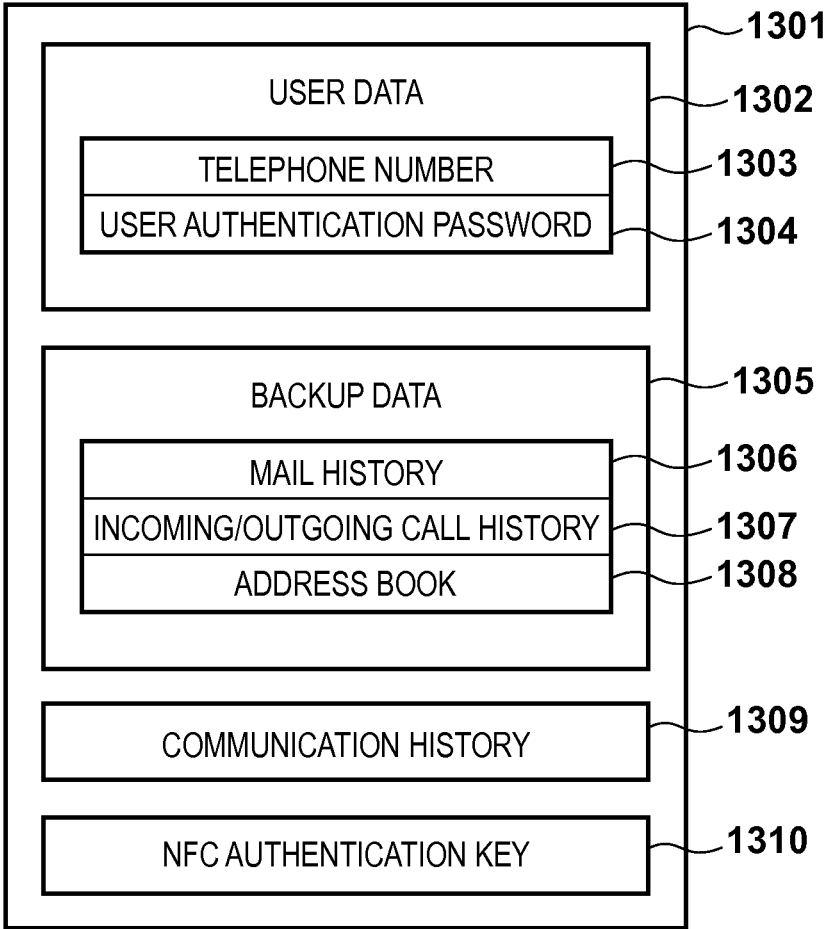 1301
USER DATA
1302
TELEPHONE NUMBER
1303
USER AUTHENTICATION PASSWORD
1304
BACKUP DATA
1305
MAIL HISTORY
1306
INCOMING/OUTGOING CALL HISTORY
1307
ADDRESS BOOK
1308
COMMUNICATION HISTORY
1309
NFC AUTHENTICATION KEY
1310